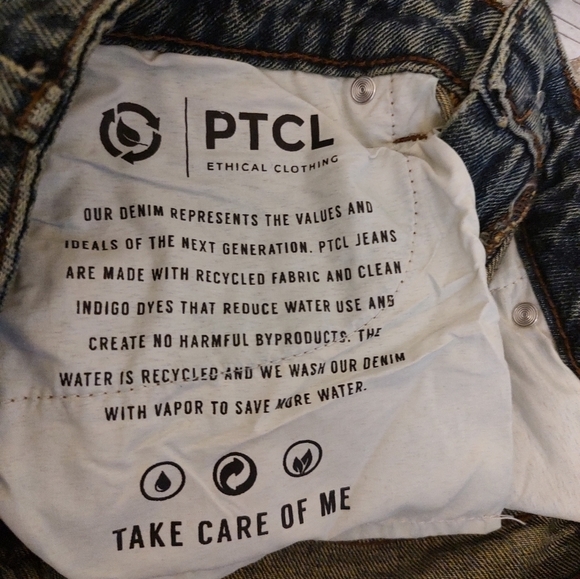 PTCL
ETHICAL CLOTHING
OUR DENIM REPRESENTS THE VALUES AND
IDEALS OF THE NEXT GENERATION. PTCL JEANS
ARE MADE WITH RECYCLED FABRIC AND CLEAN
INDIGO DYES THAT REDUCE WATER USE AND
CREATE NO HARMFUL BYPRODUCTS. THE
WATER IS RECYCLED AND WE WASH OUR DENIM
WITH VAPOR TO SAVE MORE WATER.
TAKE CARE OF ME